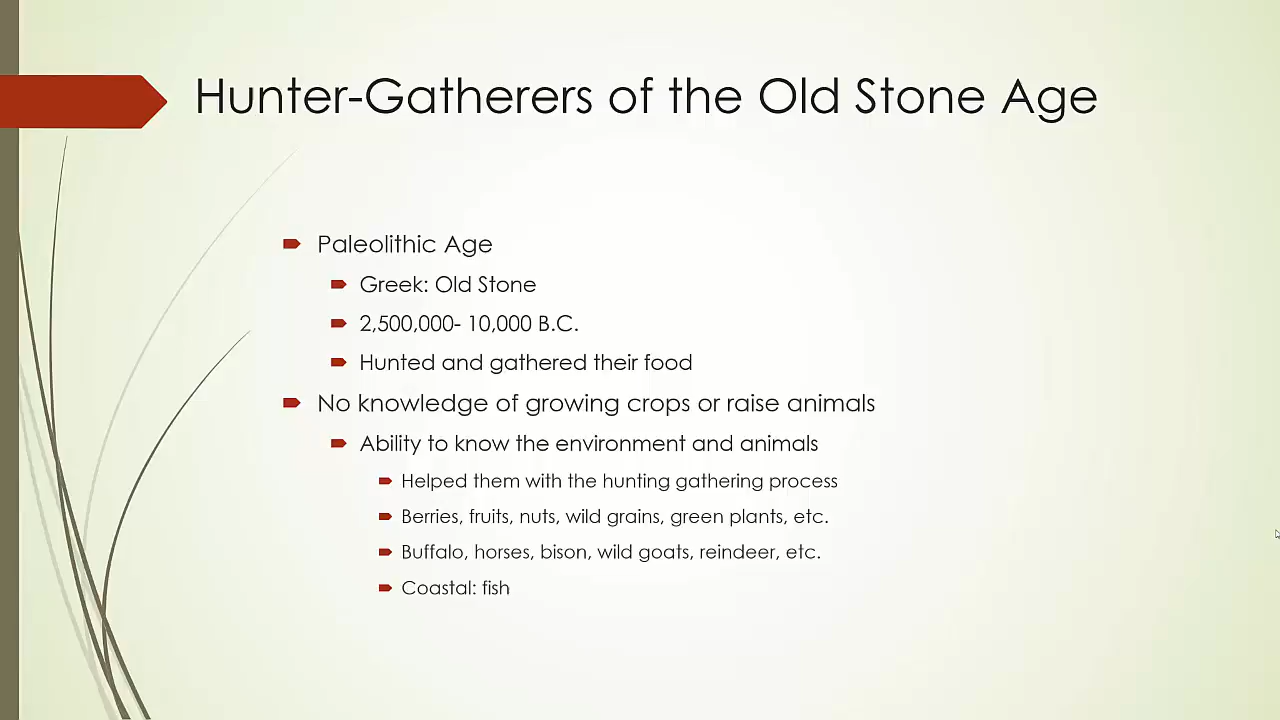 Hunter-Gatherers of the Old Stone Age
Paleolithic Age
Greek: Old Stone
2,500,000- 10,000 B.C.
Hunted and gathered their food
No knowledge of growing crops or raise animals
Ability to know the environment and animals
Helped them with the hunting gathering process
Berries, fruits, nuts, wild grains, green plants, etc.
Buffalo, horses, bison, wild goats, reindeer, etc.
Coastal: fish